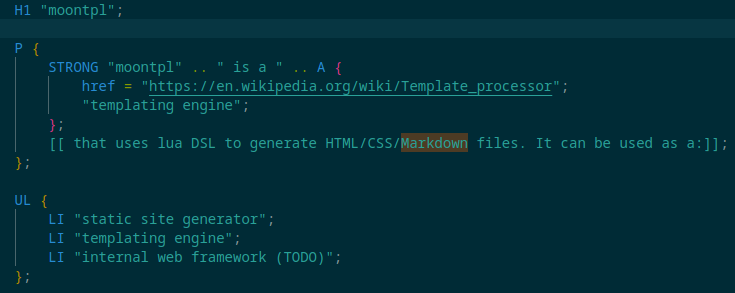 H1 "moontpl";
P {
STRONG "moontpl" .. " is a " .. A {
href = "https://en.wikipedia.org/wiki/Template_processor";
"templating engine";
};
[[ that uses lua DSL to generate HTML/CSS/Markdown files. It can be used as a:]];
};
UL {
LI "static site generator";
LI "templating engine";
LI "internal web framework (TODO)";
};